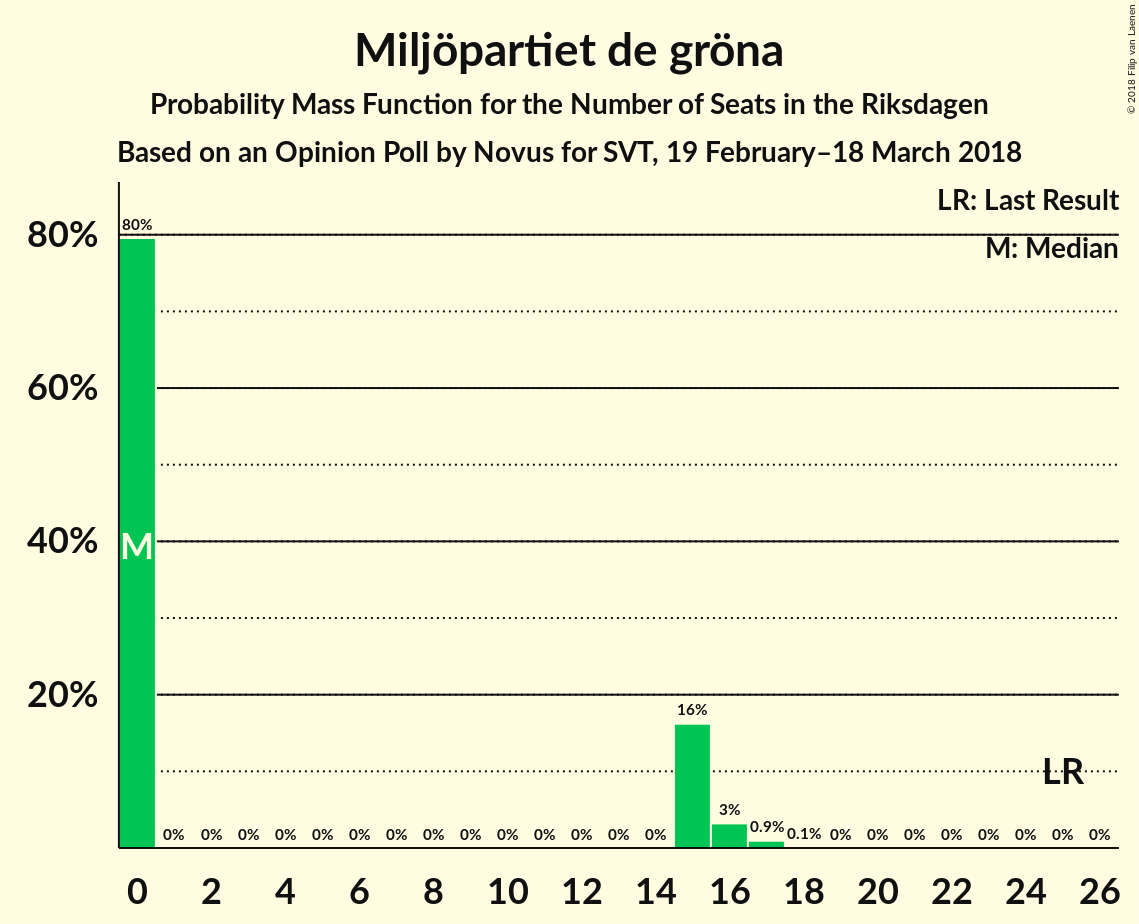 Miljöpartiet de gröna
Probability Mass Function for the Number of Seats in the Riksdagen
Based on an Opinion Poll by Novus for SVT, 19 February–18 March 2018
© 2018 Filip van Laenen
LR: Last Result
M: Median
80%
60%
40%
20%
80%
M
0% 0% 0% 0% 0% 0% 0% 0% 0% 0% 0% 0% 0% 0% 16% 3% 0.9% 0.1% 0% 0% 0% 0% 0% 0% 0% 0%
LR
0 2 4 6 8 10 12 14 16 18 20 22 24 26